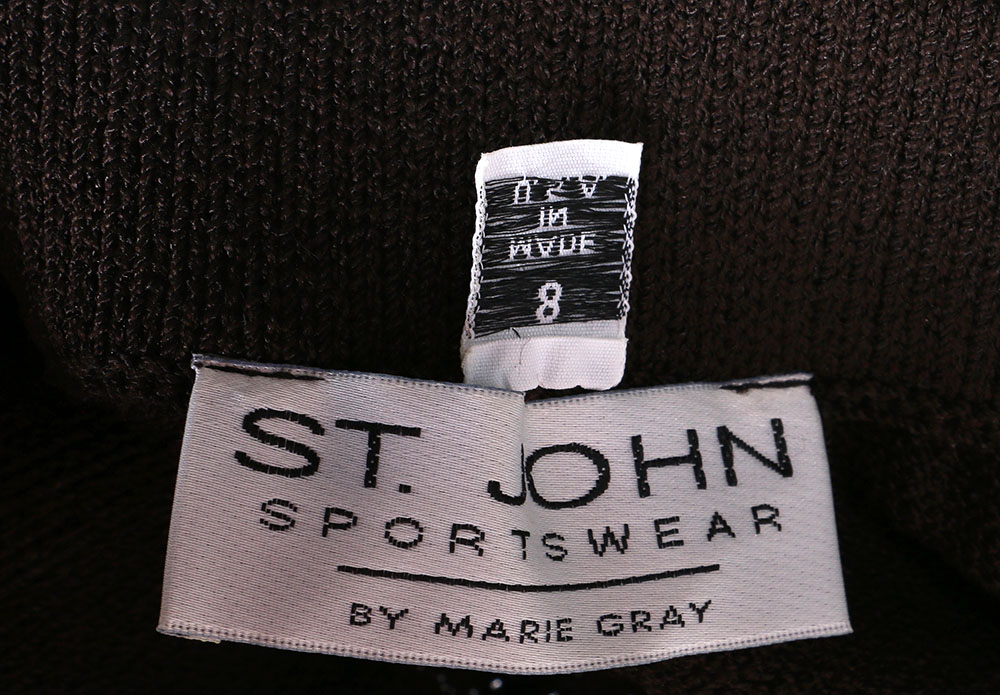 8
MADE
IN
U.S.A
ST. JOHN
SPORTSWEAR
BY MARIE GRAY